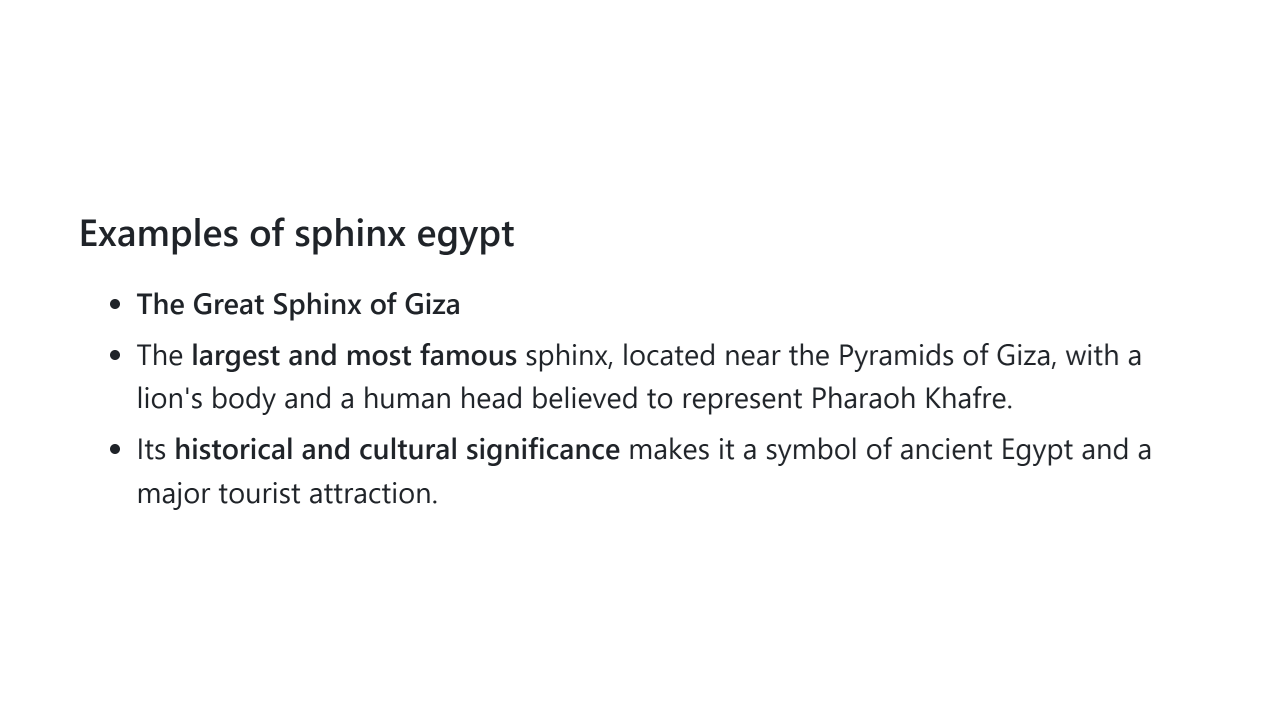 Examples of sphinx egypt
• The Great Sphinx of Giza
• The largest and most famous sphinx, located near the Pyramids of Giza, with a
lion's body and a human head believed to represent Pharaoh Khafre.
• Its historical and cultural significance makes it a symbol of ancient Egypt and a
major tourist attraction.